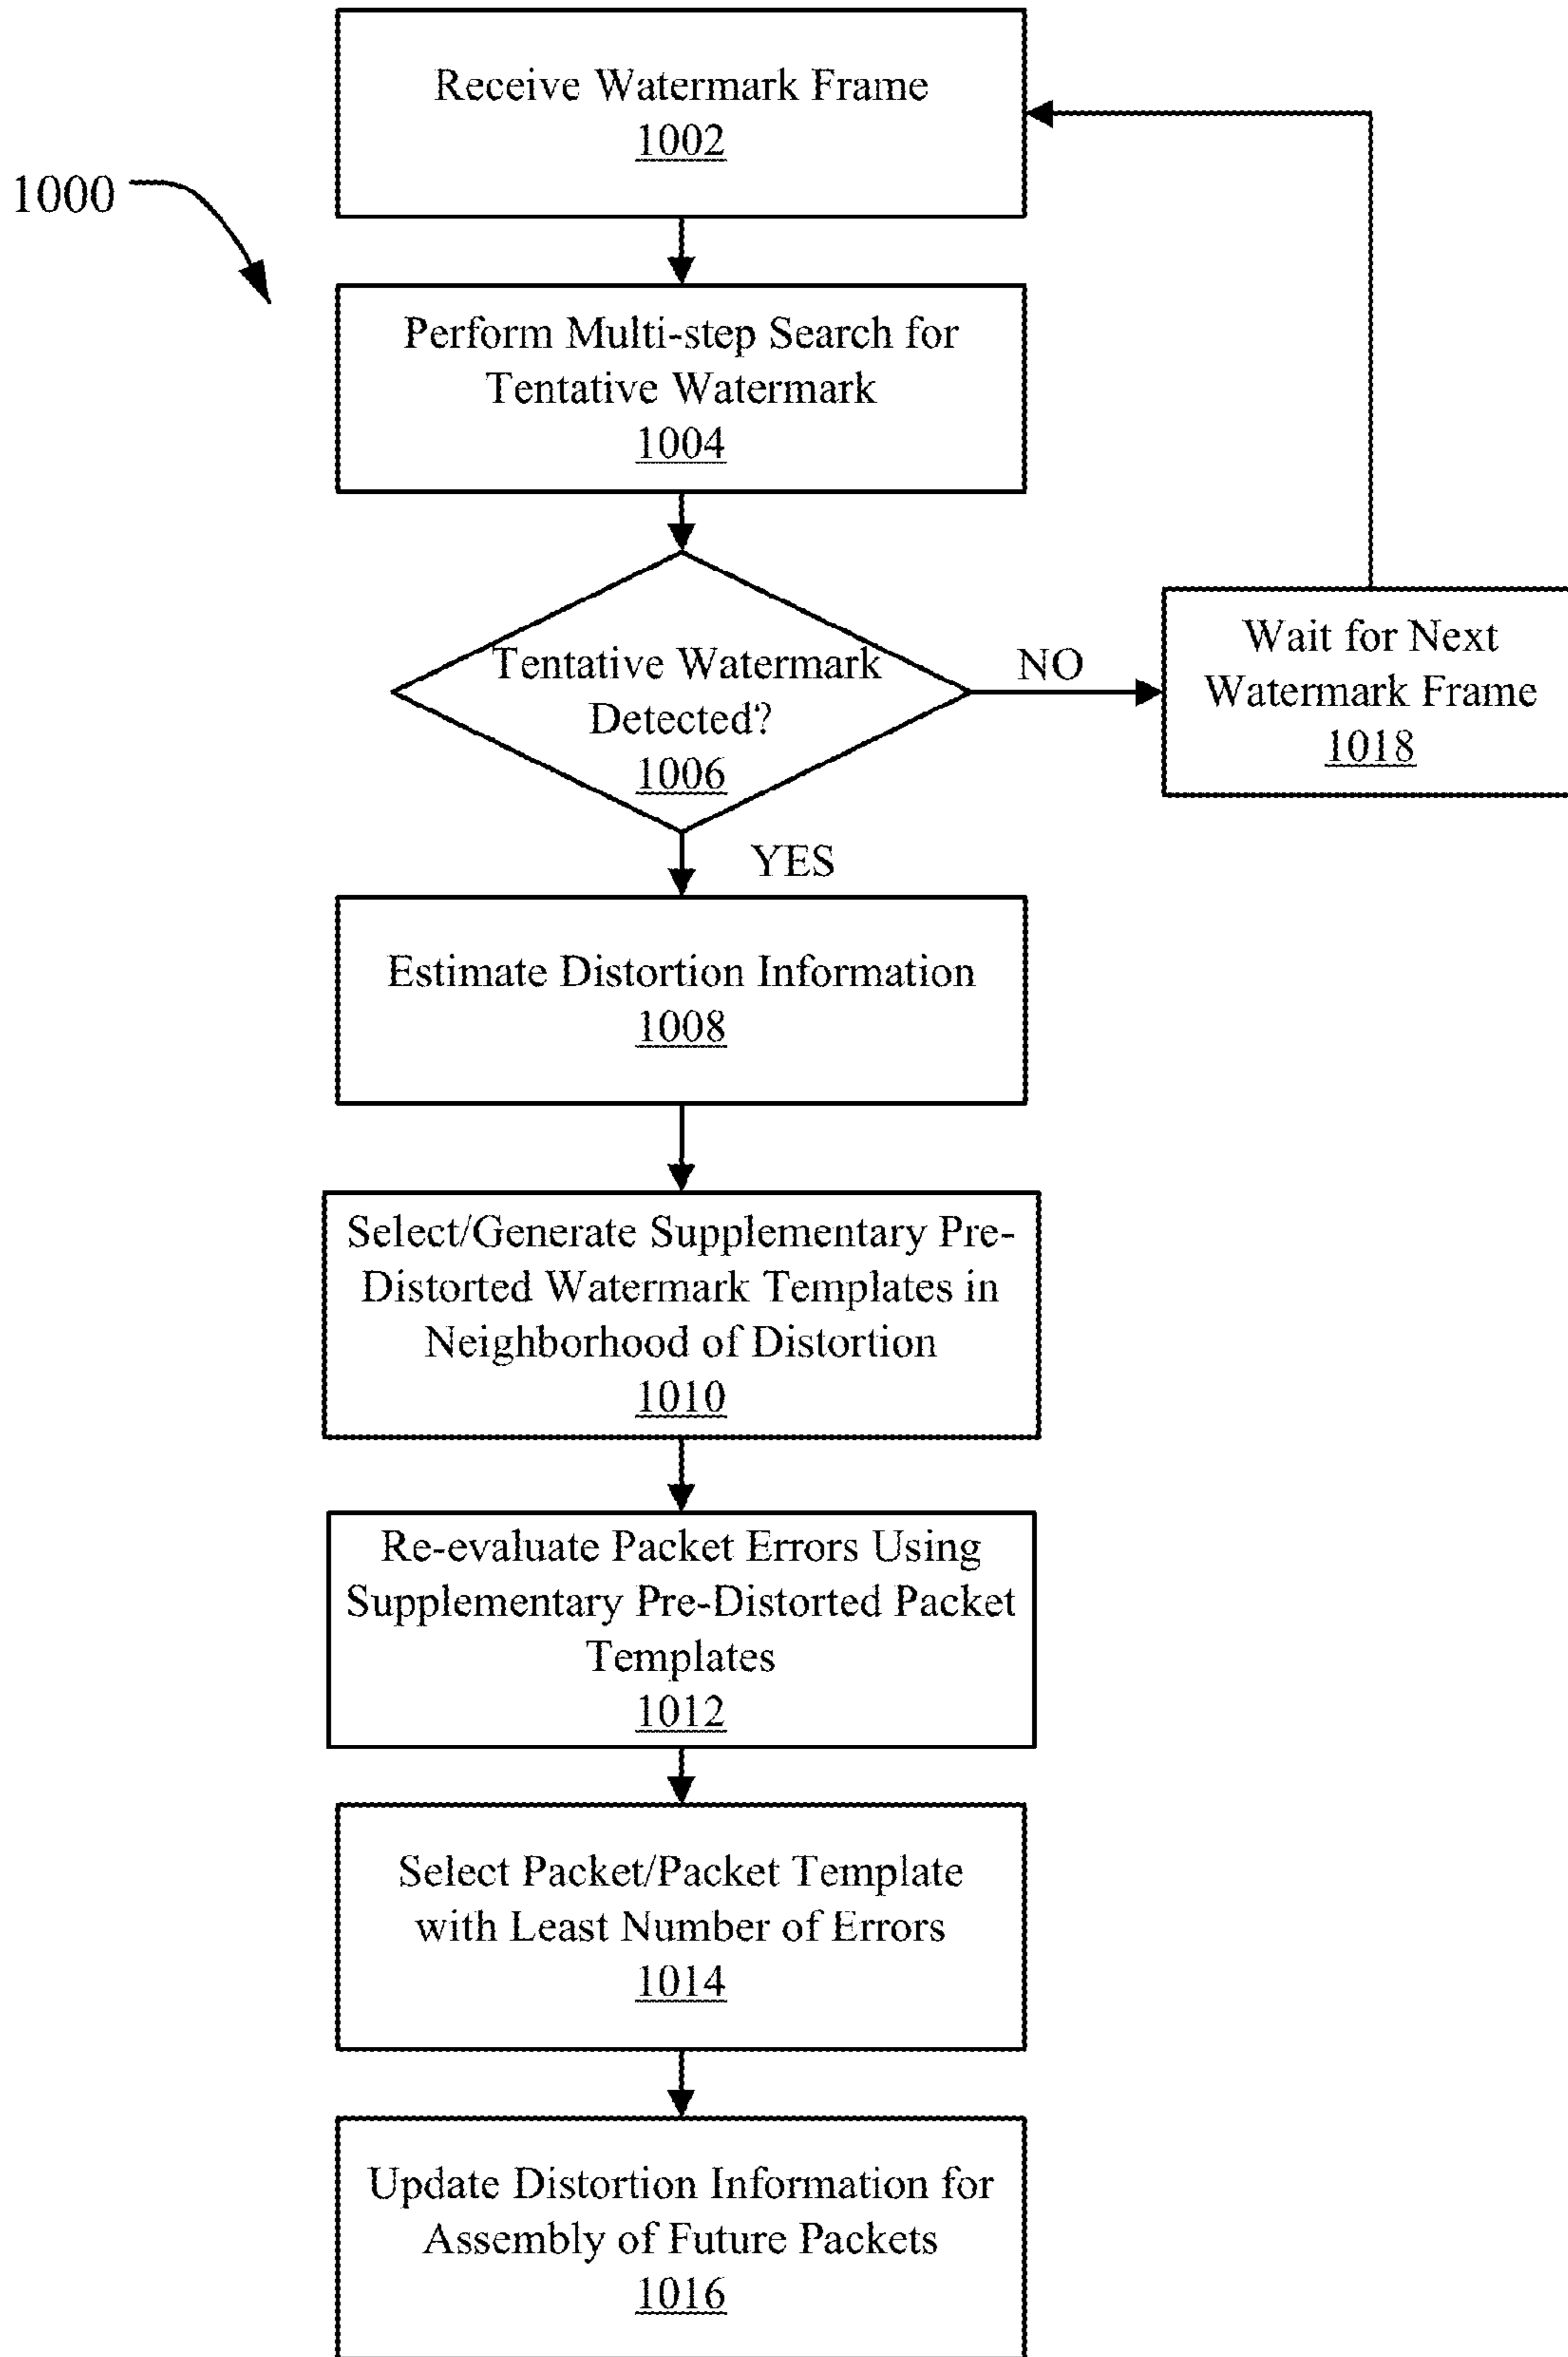 Receive Watermark Frame
1002
1000
Perform Multi-step Search for
Tentative Watermark
1004
Tentative Watermark
Detected?
1006
NO
Wait for Next
Watermark Frame
1018
YES
Estimate Distortion Information
1008
Select/Generate Supplementary Pre-
Distorted Watermark Templates in
Neighborhood of Distortion
1010
Re-evaluate Packet Errors Using
Supplementary Pre-Distorted Packet
Templates
1012
Select Packet/Packet Template
with Least Number of Errors
1014
Update Distortion Information for
Assembly of Future Packets
1016